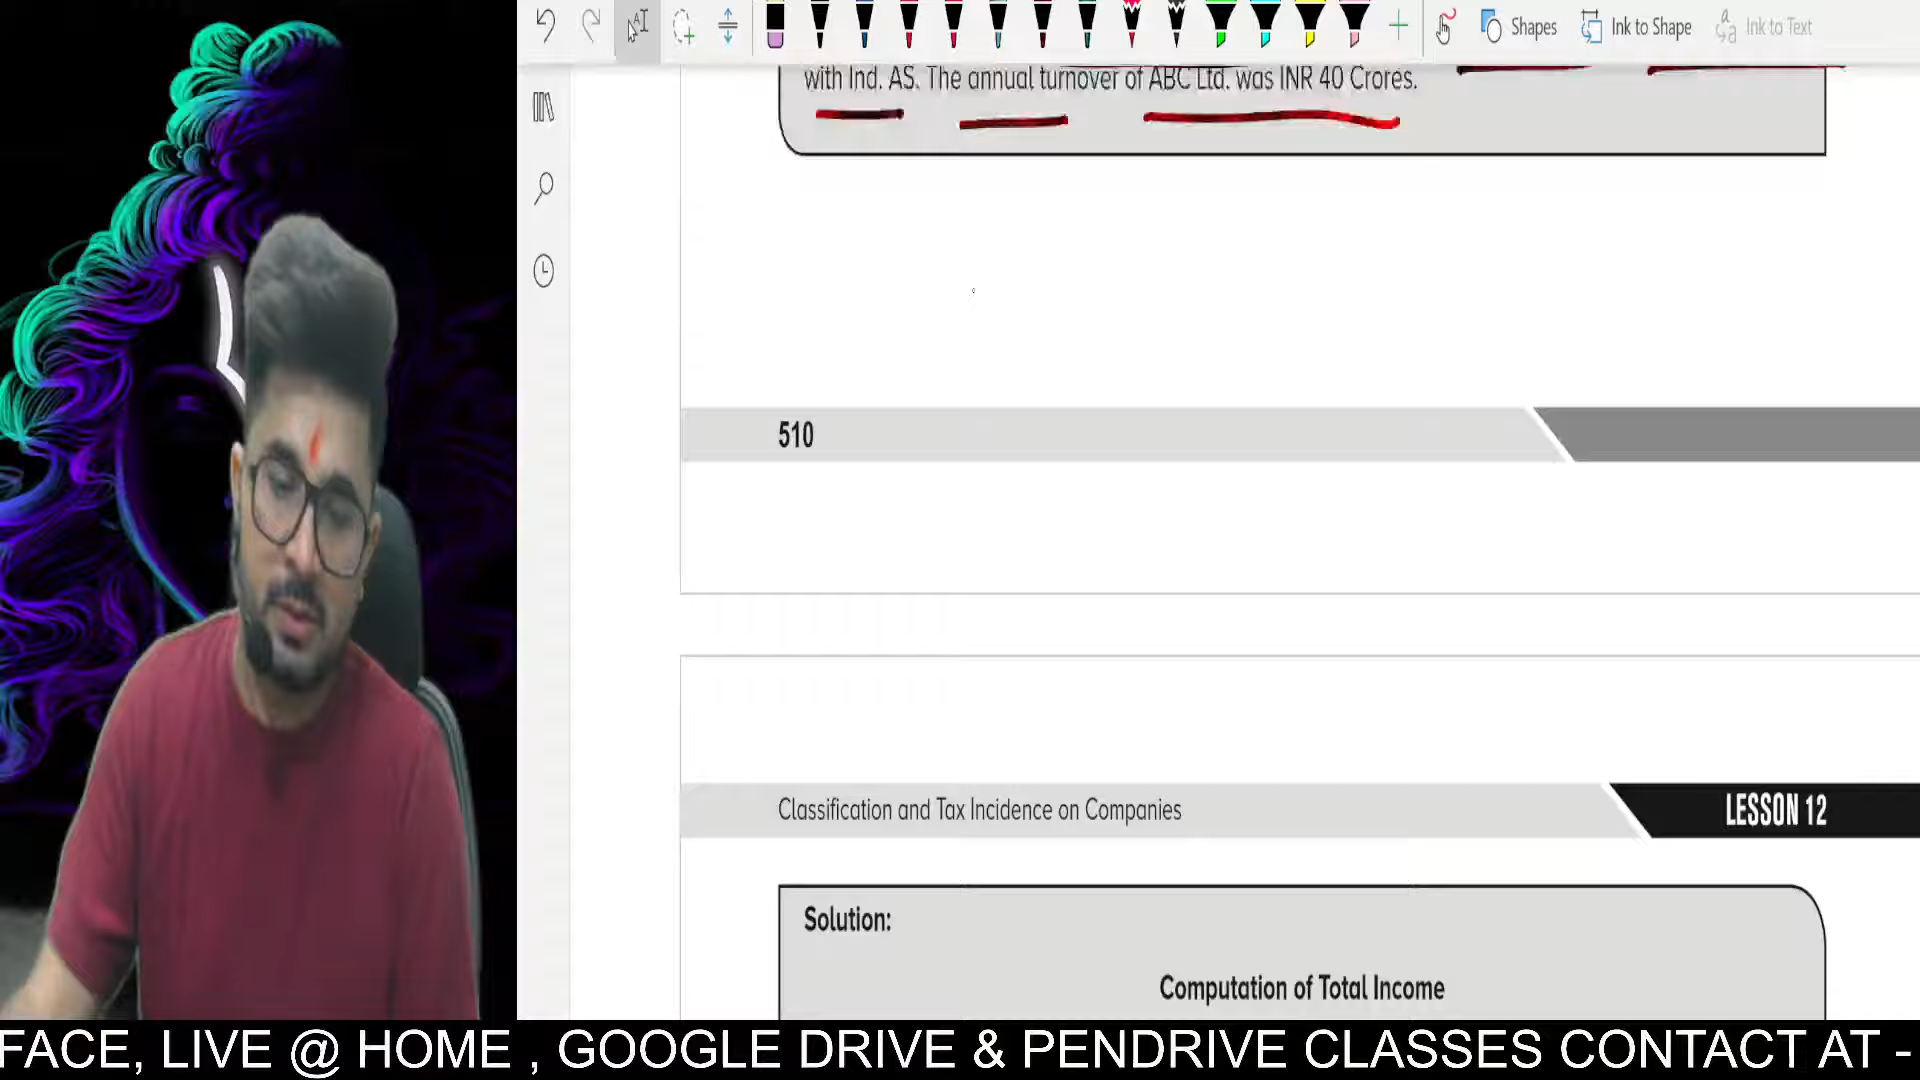 Shapes
Ink to Shape
Ink to Text
with Ind. AS. The annual turnover of ABC Ltd. was INR 40 Crores.
510
Classification and Tax Incidence on Companies
LESSON 12
Solution:
Computation of Total Income
FACE, LIVE @ HOME , GOOGLE DRIVE & PENDRIVE CLASSES CONTACT AT -